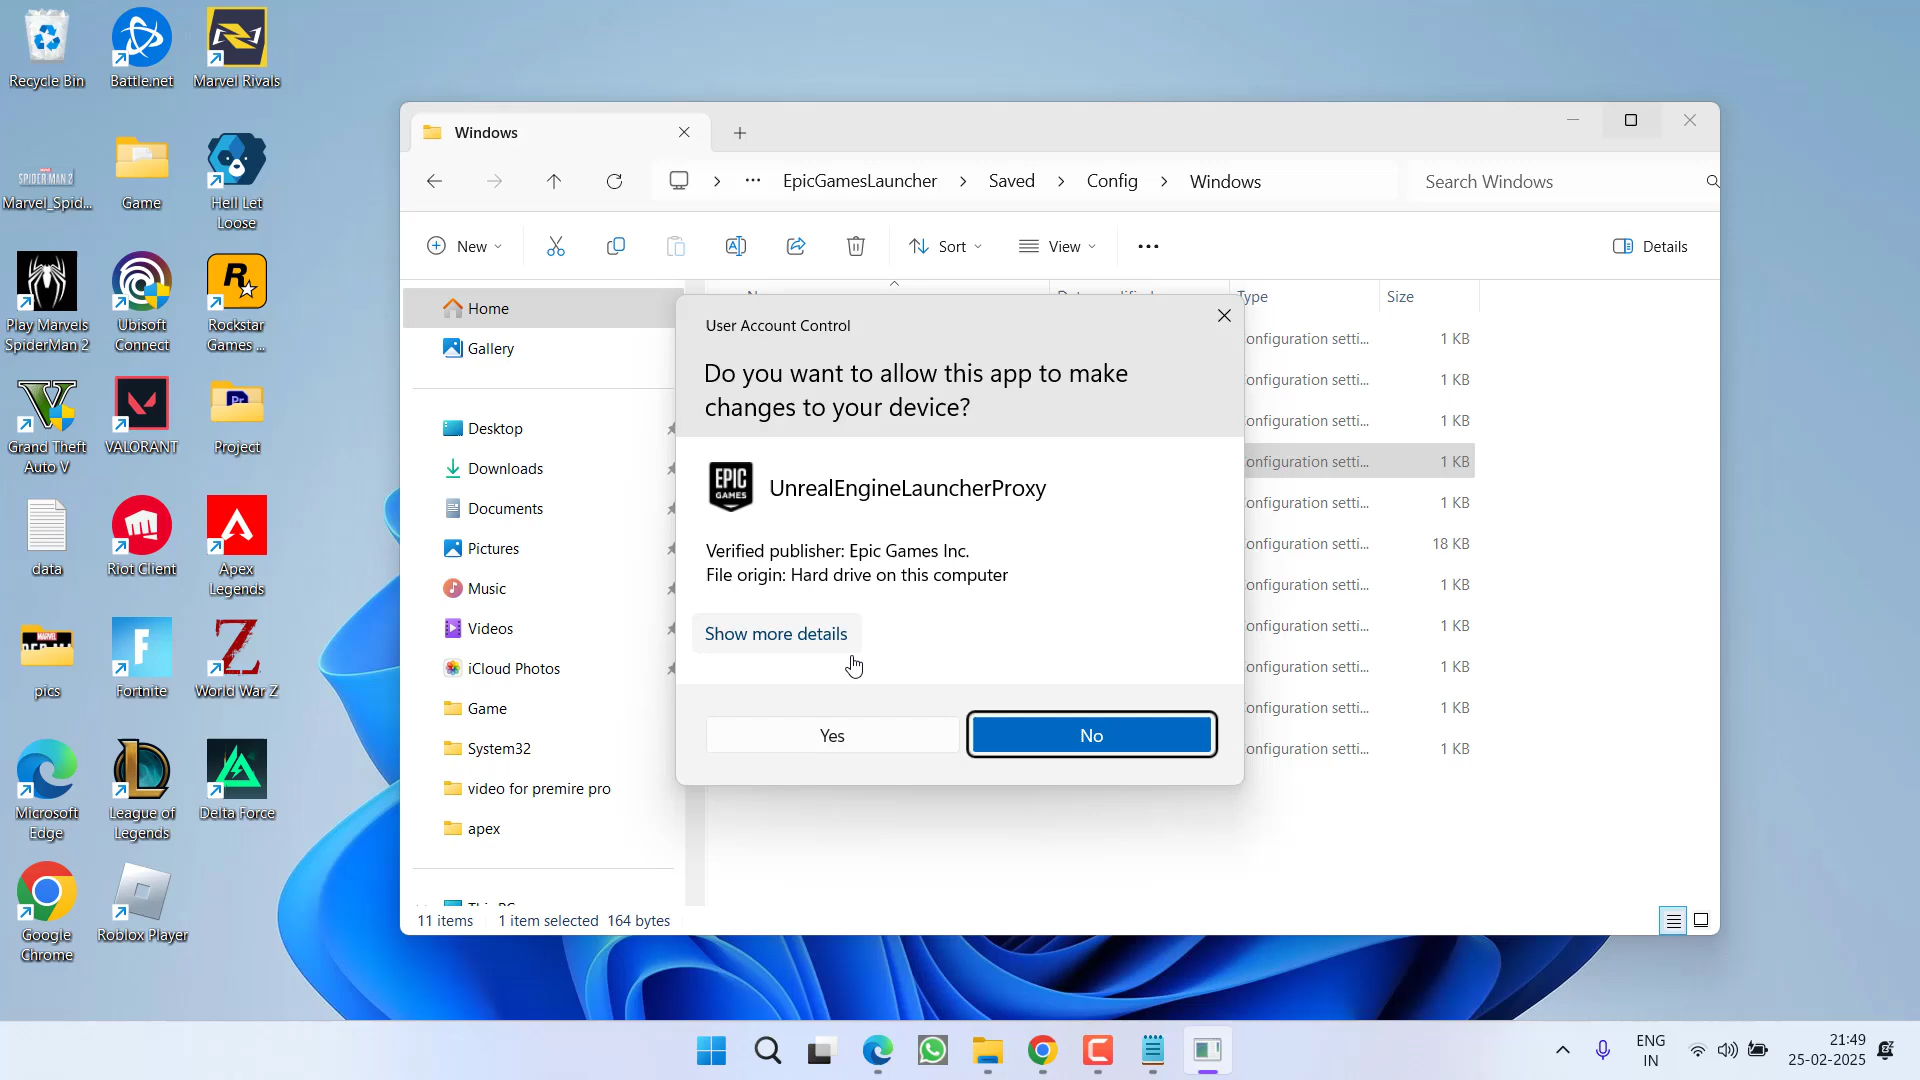 Recycle Bin
Battle.net
Marvel Rivals
SPIDER-MAN 2
Marvel_Spid...
Game
Hell Let
Loose
Play Marvels
SpiderMan 2
Ubisoft
Connect
Rockstar
Games ...
Grand Theft
Auto V
VALORANT
Pr
Project
data
Riot Client
Apex
Legends
MARVEL
pics
Fortnite
World War Z
Microsoft
Edge
League of
Legends
Delta Force
Google
Chrome
Roblox Player
Windows
EpicGamesLauncher
Saved
Config
Windows
Search Windows
New
Sort
View
Details
Home
Gallery
Desktop
Downloads
Documents
Pictures
Music
Videos
iCloud Photos
Game
System32
video for premire pro
apex
Type
Size
onfiguration setti... 1 KB
onfiguration setti... 1 KB
onfiguration setti... 1 KB
onfiguration setti... 1 KB
onfiguration setti... 1 KB
onfiguration setti... 18 KB
onfiguration setti... 1 KB
onfiguration setti... 1 KB
onfiguration setti... 1 KB
onfiguration setti... 1 KB
onfiguration setti... 1 KB
User Account Control
Do you want to allow this app to make
changes to your device?
EPIC
GAMES
UnrealEngineLauncherProxy
Verified publisher: Epic Games Inc.
File origin: Hard drive on this computer
Show more details
Yes
No
11 items
1 item selected 164 bytes
ENG
IN
21:49
25-02-2025